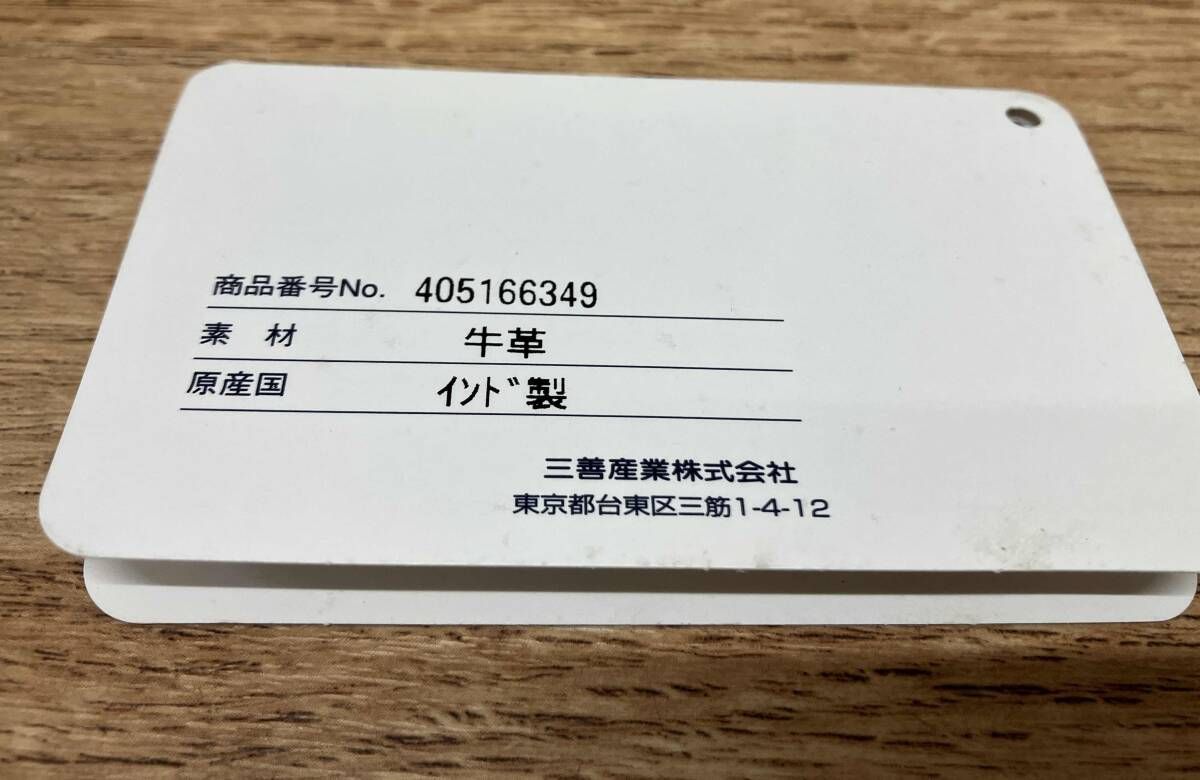 商品番号No. 405166349
素 材 牛革
原産国 ｲﾝﾄﾞ製
三善産業株式会社
東京都台東区三筋1-4-12